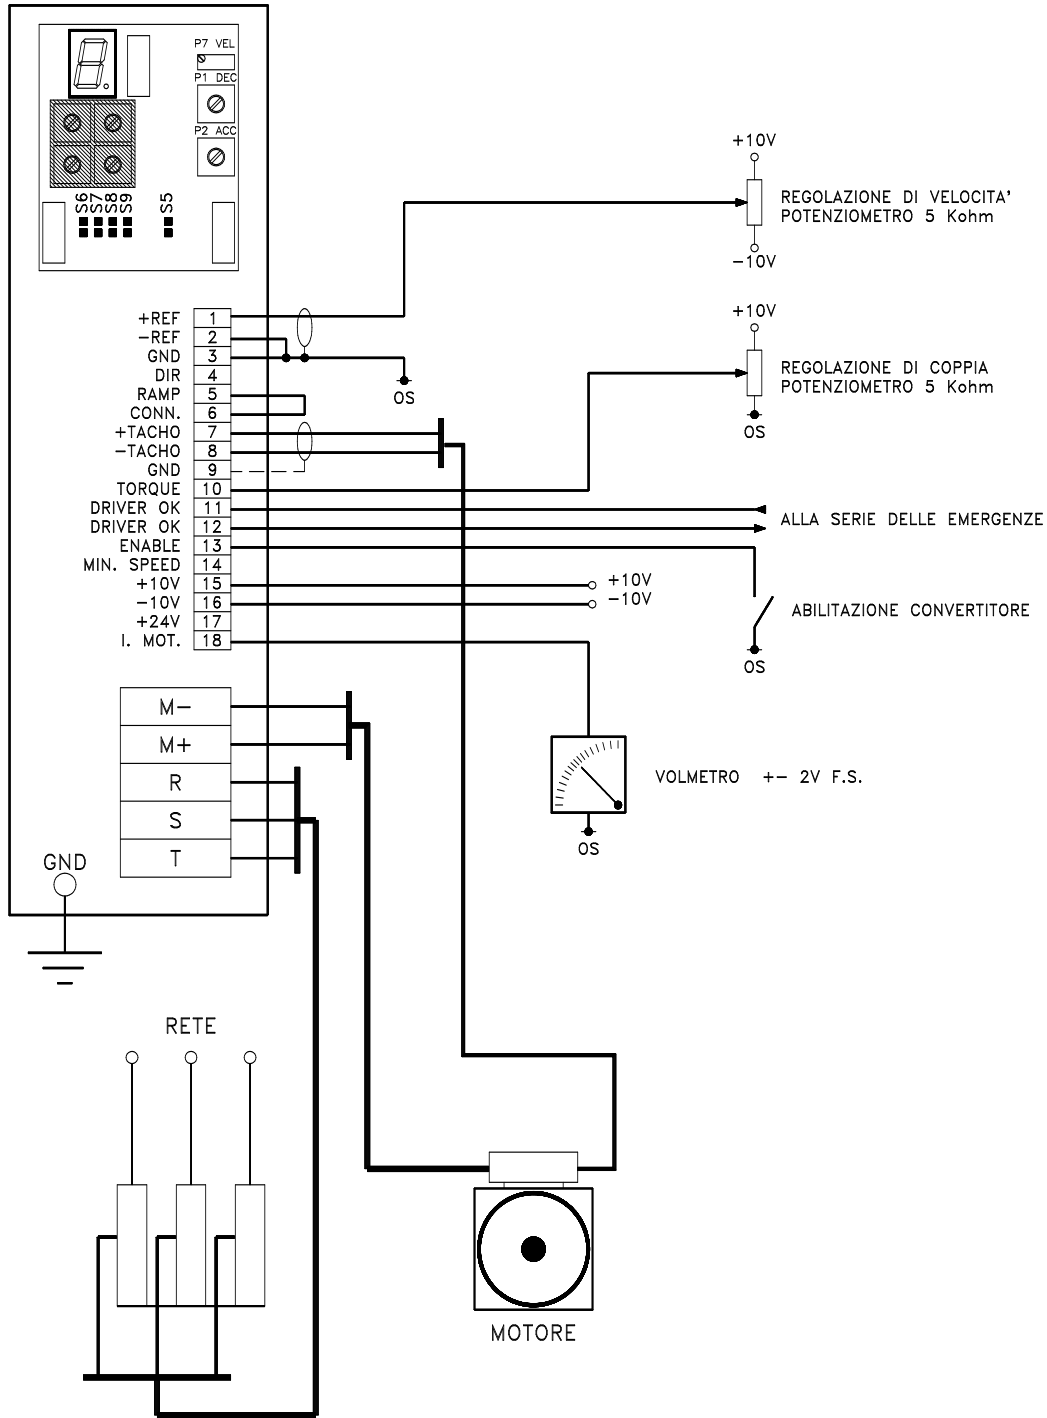 P7 VEL
P1 DEC
P2 ACC
S6
S7
S8
S9
S5
+10V
REGOLAZIONE DI VELOCITA'
POTENZIOMETRO 5 Kohm
-10V
+REF 1
-REF 2
GND 3
DIR 4
RAMP 5
CONN. 6
+TACHO 7
-TACHO 8
GND 9
TORQUE 10
DRIVER OK 11
DRIVER OK 12
ENABLE 13
MIN. SPEED 14
+10V 15
-10V 16
+24V 17
I. MOT. 18
OS
+10V
REGOLAZIONE DI COPPIA
POTENZIOMETRO 5 Kohm
OS
ALLA SERIE DELLE EMERGENZE
+10V
-10V
ABILITAZIONE CONVERTITORE
OS
M-
M+
R
S
T
VOLMETRO +- 2V F.S.
OS
GND
RETE
MOTORE